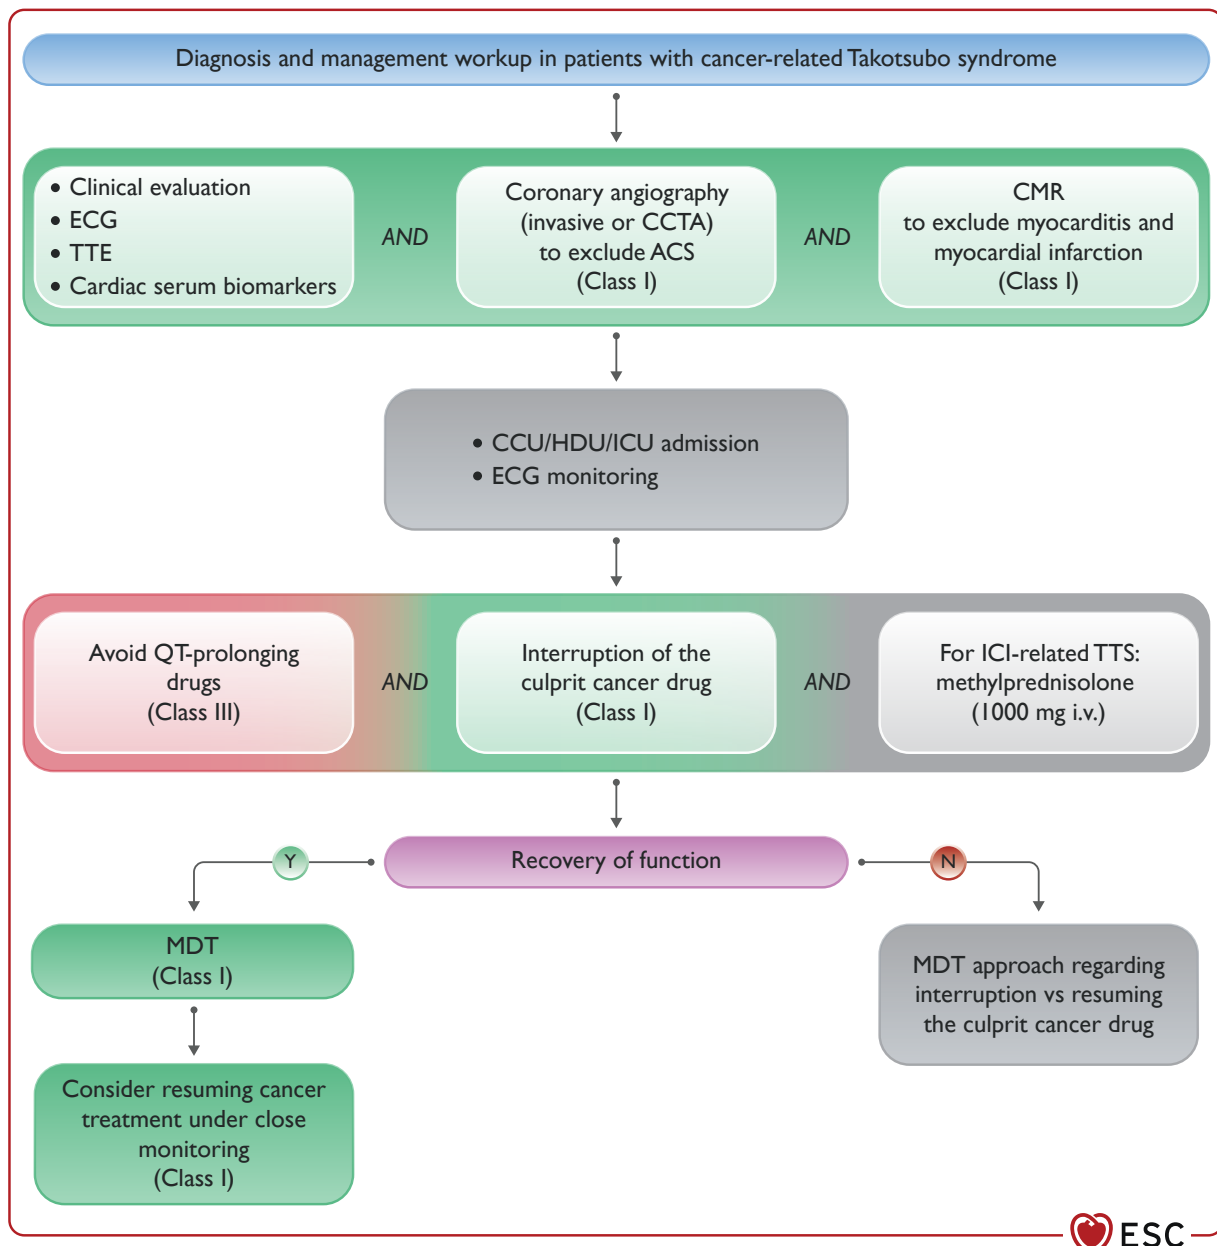 Diagnosis and management workup in patients with cancer-related Takotsubo syndrome
• Clinical evaluation
• ECG
• TTE
• Cardiac serum biomarkers
AND
Coronary angiography
(invasive or CCTA)
to exclude ACS
(Class I)
AND
CMR
to exclude myocarditis and
myocardial infarction
(Class I)
• CCU/HDU/ICU admission
• ECG monitoring
Avoid QT-prolonging
drugs
(Class III)
AND
Interruption of the
culprit cancer drug
(Class I)
AND
For ICI-related TTS:
methylprednisolone
(1000 mg i.v.)
Recovery of function
Y
N
MDT
(Class I)
MDT approach regarding
interruption vs resuming
the culprit cancer drug
Consider resuming cancer
treatment under close
monitoring
(Class I)
ESC